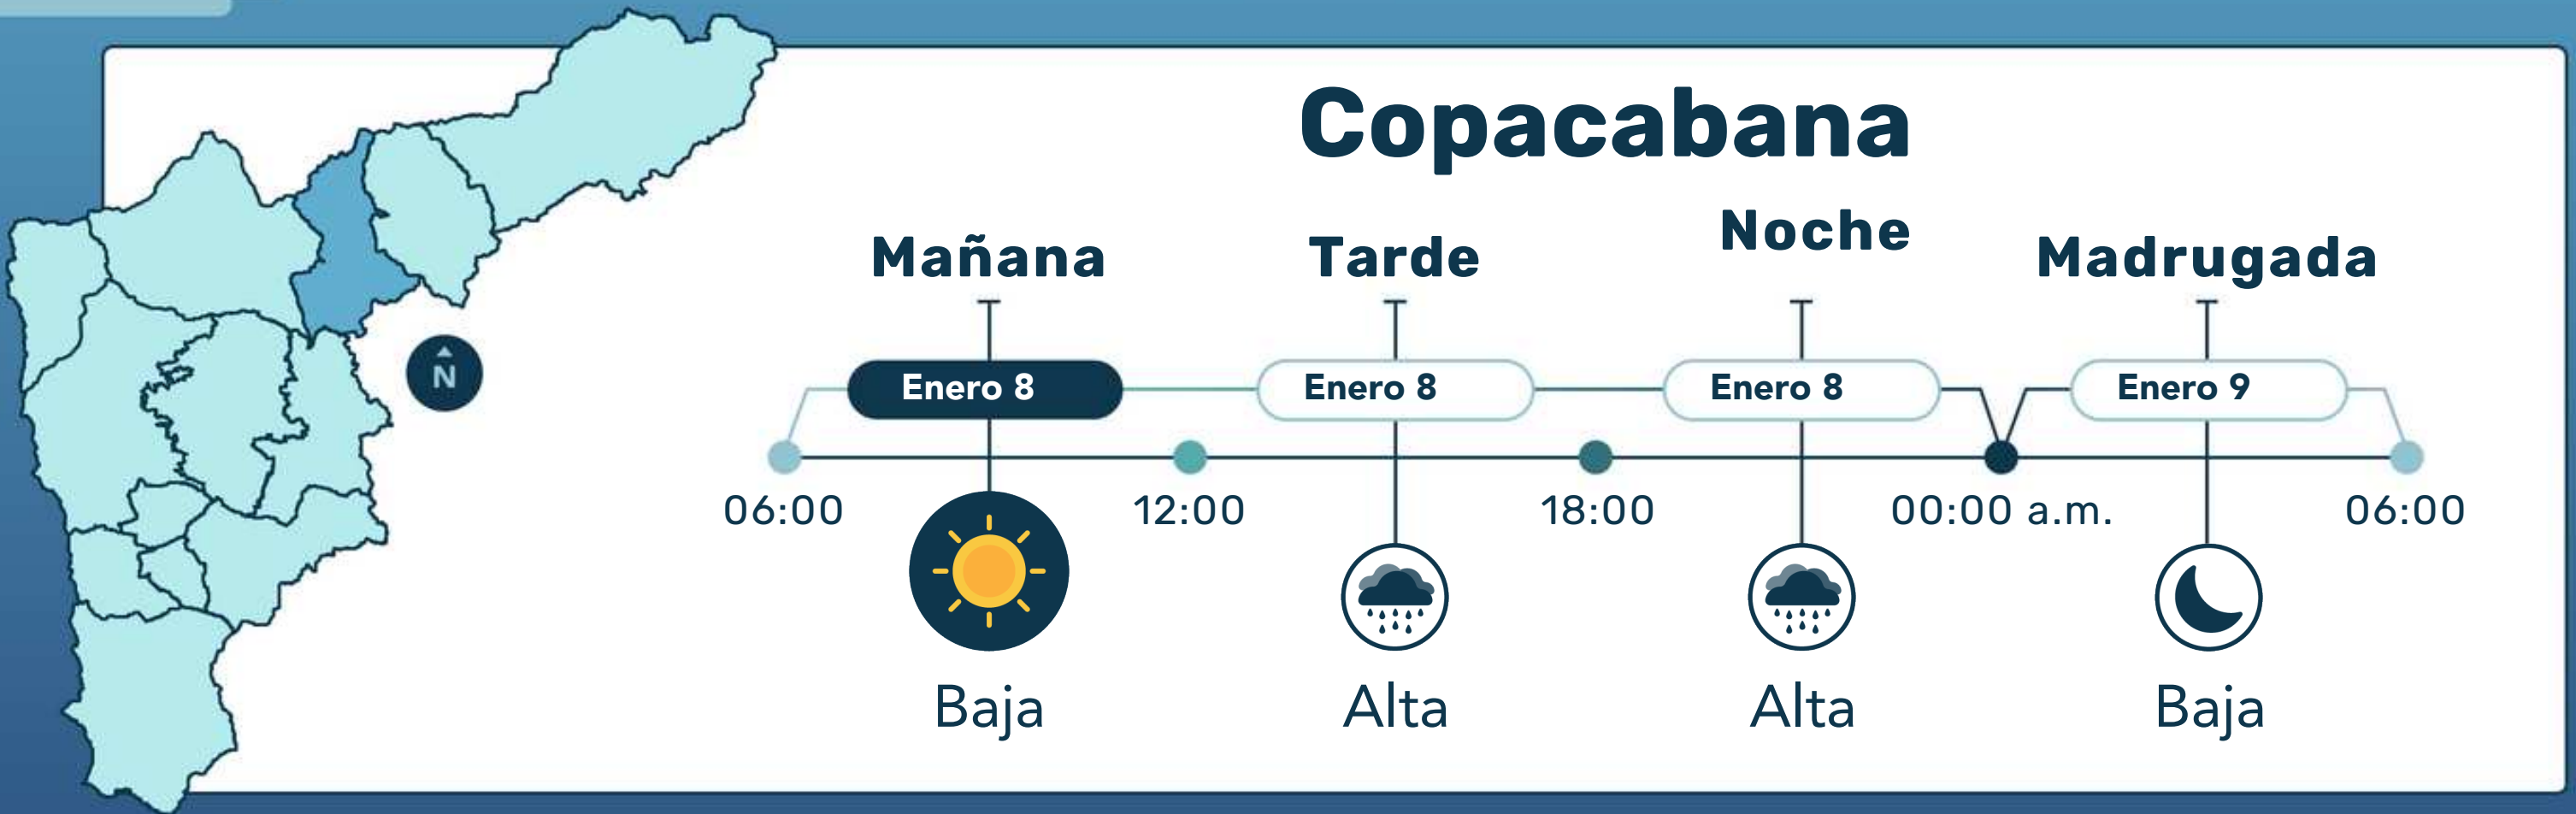 Copacabana
Mañana Tarde Noche Madrugada
Enero 8 Enero 8 Enero 8 Enero 9
N
06:00 12:00 18:00 00:00 a.m. 06:00
Baja Alta Alta Baja